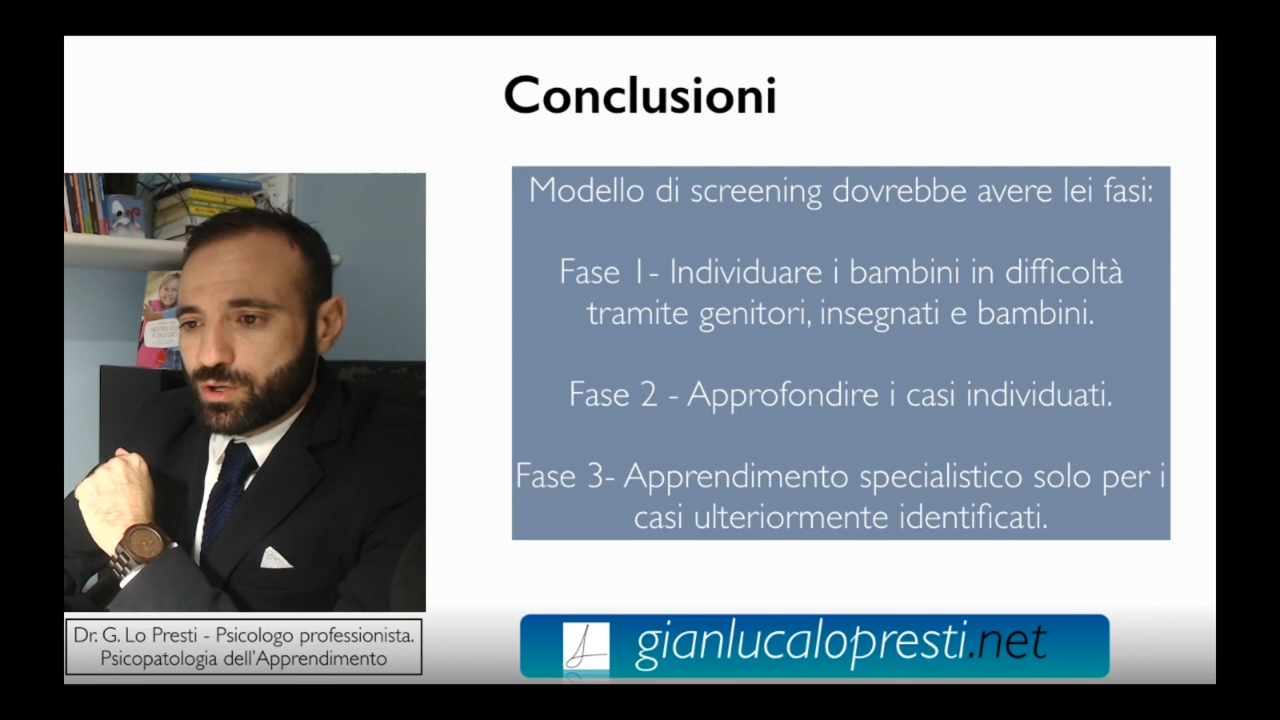 Conclusioni
Modello di screening dovrebbe avere lei fasi:
Fase 1- Individuare i bambini in difficoltà
tramite genitori, insegnati e bambini.
Fase 2 - Approfondire i casi individuati.
Fase 3- Apprendimento specialistico solo per i
casi ulteriormente identificati.
Dr. G. Lo Presti - Psicologo professionista.
Psicopatologia dell'Apprendimento
gianlucalopresti.net